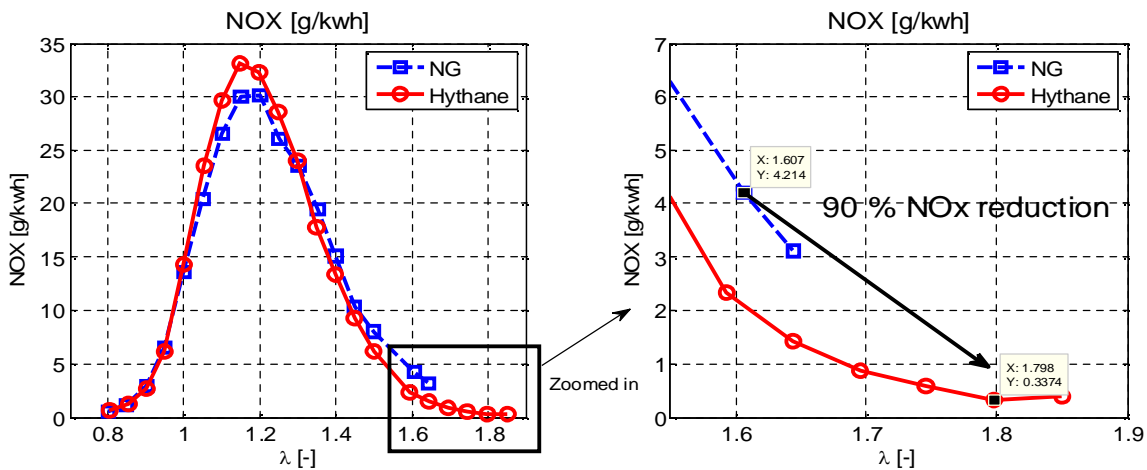 NOX [g/kwh]
NOX [g/kwh]
35
30
25
20
15
10
5
0
0.8
1
1.2
1.4
1.6
1.8
λ [-]
NG
Hythane
Zoomed in
NOX [g/kwh]
NOX [g/kwh]
7
6
5
4
3
2
1
0
1.6
1.7
1.8
1.9
λ [-]
NG
Hythane
X: 1.607
Y: 4.214
90 % NOx reduction
X: 1.798
Y: 0.3374